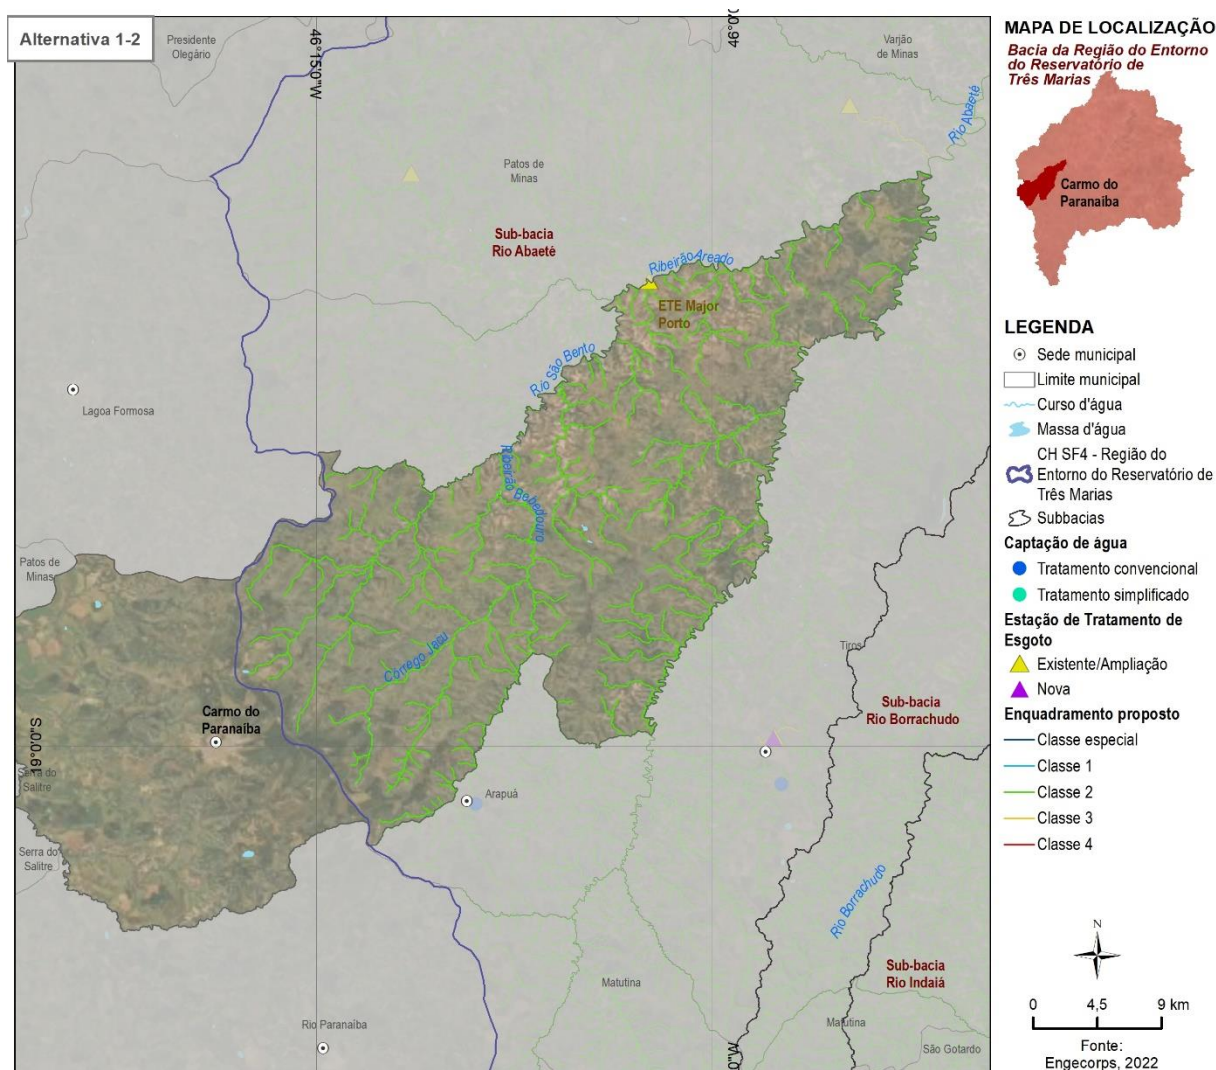 Alternativa 1-2
Presidente
Olegário
46°15'0"W
46°0'0"
Varjão
de Minas
Rio Abaeté
Patos de
Minas
Sub-bacia
Rio Abaeté
Ribeirão Areado
ETE Major
Porto
Rio São Bento
Lagoa Formosa
Ribeirão Bebedouro
Patos de
Minas
Córrego Jacu
Tiros
Carmo do
Paranaíba
Sub-bacia
Rio Borrachudo
19°0'0"S
Serra do
Salitre
Arapuá
Serra do
Salitre
Rio Borrachudo
Matutina
Sub-bacia
Rio Indaiá
Rio Paranaíba
Matutina
São Gotardo
0"W
MAPA DE LOCALIZAÇÃO
Bacia da Região do Entorno
do Reservatório de
Três Marias
Carmo do
Paranaíba
LEGENDA
Sede municipal
Limite municipal
Curso d'água
Massa d'água
CH SF4 - Região do
Entorno do Reservatório de
Três Marias
Subbacias
Captação de água
Tratamento convencional
Tratamento simplificado
Estação de Tratamento de
Esgoto
Existente/Ampliação
Nova
Enquadramento proposto
Classe especial
Classe 1
Classe 2
Classe 3
Classe 4
N
0 4,5 9 km
Fonte:
Engecorps, 2022